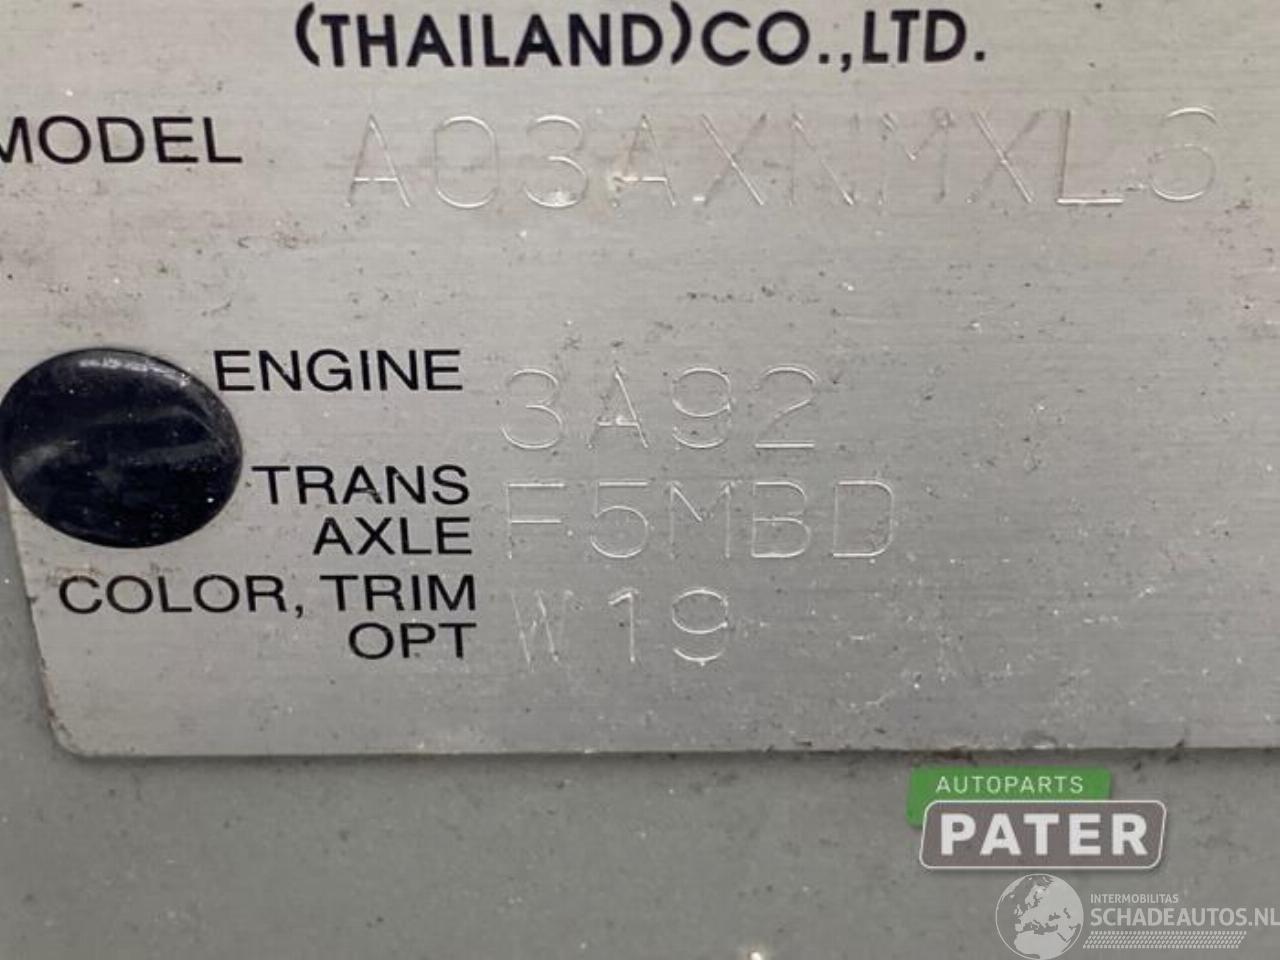 (THAILAND)CO.,LTD.
MODEL A03AXNMXL6
ENGINE 3A92
TRANS
AXLE F5MBD
COLOR, TRIM
OPT W19
AUTOPARTS
PATER
INTERMOBILITAS
SCHADEAUTOS.NL